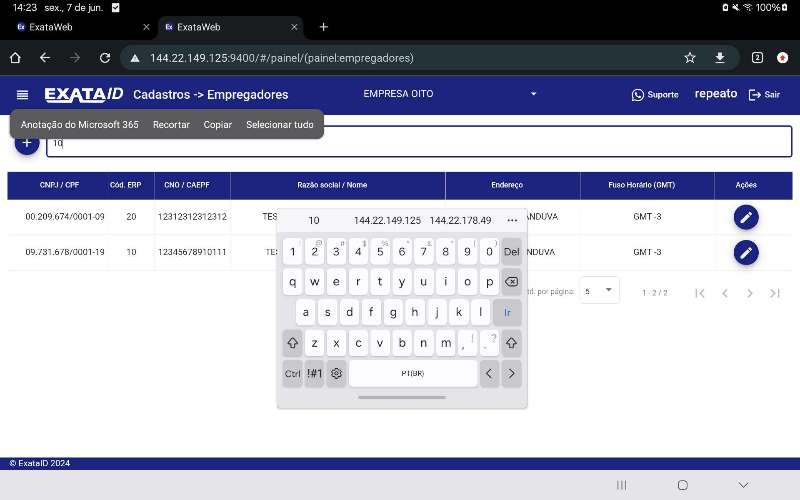 14:23 sex., 7 de jun. 100%
ExataWeb
ExataWeb
144.22.149.125:9400/#/painel/(painel:empregadores) 2
EXATAID Cadastros -> Empregadores EMPRESA OITO Suporte repeato Sair
Anotação do Microsoft 365 Recortar Copiar Selecionar tudo
+ 10
CNPJ / CPF Cód. ERP CNO / CAEPF Razão social / Nome Endereço Fuso Horário (GMT) Ações
00.209.674/0001-09 20 12312312312312 TES ANDUVA GMT -3
09.731.678/0001-19 10 12345678910111 TES ANDUVA GMT -3
td. por página: 5 1 - 2 / 2
10 144.22.149.125 144.22.178.49 ...
1 2 3 4 5 6 7 8 9 0 Del
q w e r t y u i o p
a s d f g h j k l Ir
z x c v b n m , ! . ?
Ctrl !#1 PT(BR) < >
© ExataID 2024